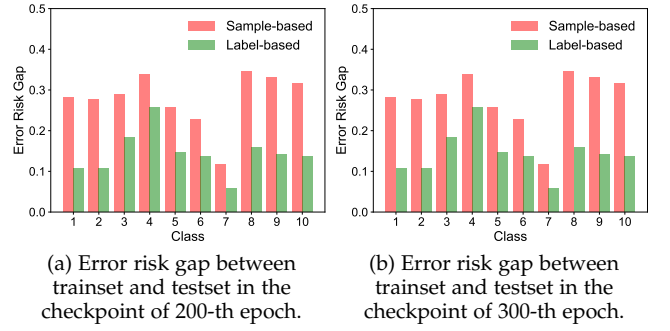 0.5
0.4
0.3
0.2
0.1
0.0
Error Risk Gap
Sample-based
Label-based
1 2 3 4 5 6 7 8 9 10
Class
(a) Error risk gap between
trainset and testset in the
checkpoint of 200-th epoch.
0.5
0.4
0.3
0.2
0.1
0.0
Error Risk Gap
Sample-based
Label-based
1 2 3 4 5 6 7 8 9 10
Class
(b) Error risk gap between
trainset and testset in the
checkpoint of 300-th epoch.